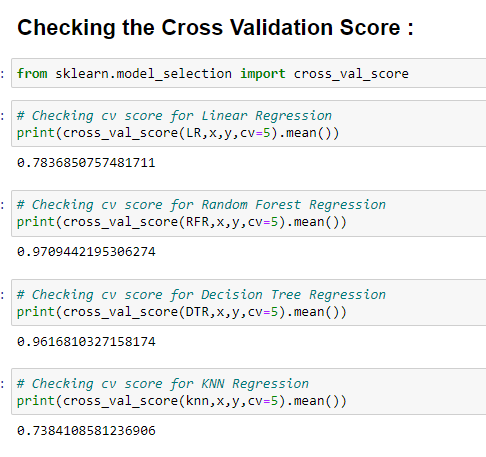 Checking the Cross Validation Score :
: from sklearn.model_selection import cross_val_score
: # Checking cv score for Linear Regression
print(cross_val_score(LR,x,y,cv=5).mean())
0.7836850757481711
: # Checking cv score for Random Forest Regression
print(cross_val_score(RFR,x,y,cv=5).mean())
0.9709442195306274
: # Checking cv score for Decision Tree Regression
print(cross_val_score(DTR,x,y,cv=5).mean())
0.9616810327158174
: # Checking cv score for KNN Regression
print(cross_val_score(knn,x,y,cv=5).mean())
0.7384108581236906